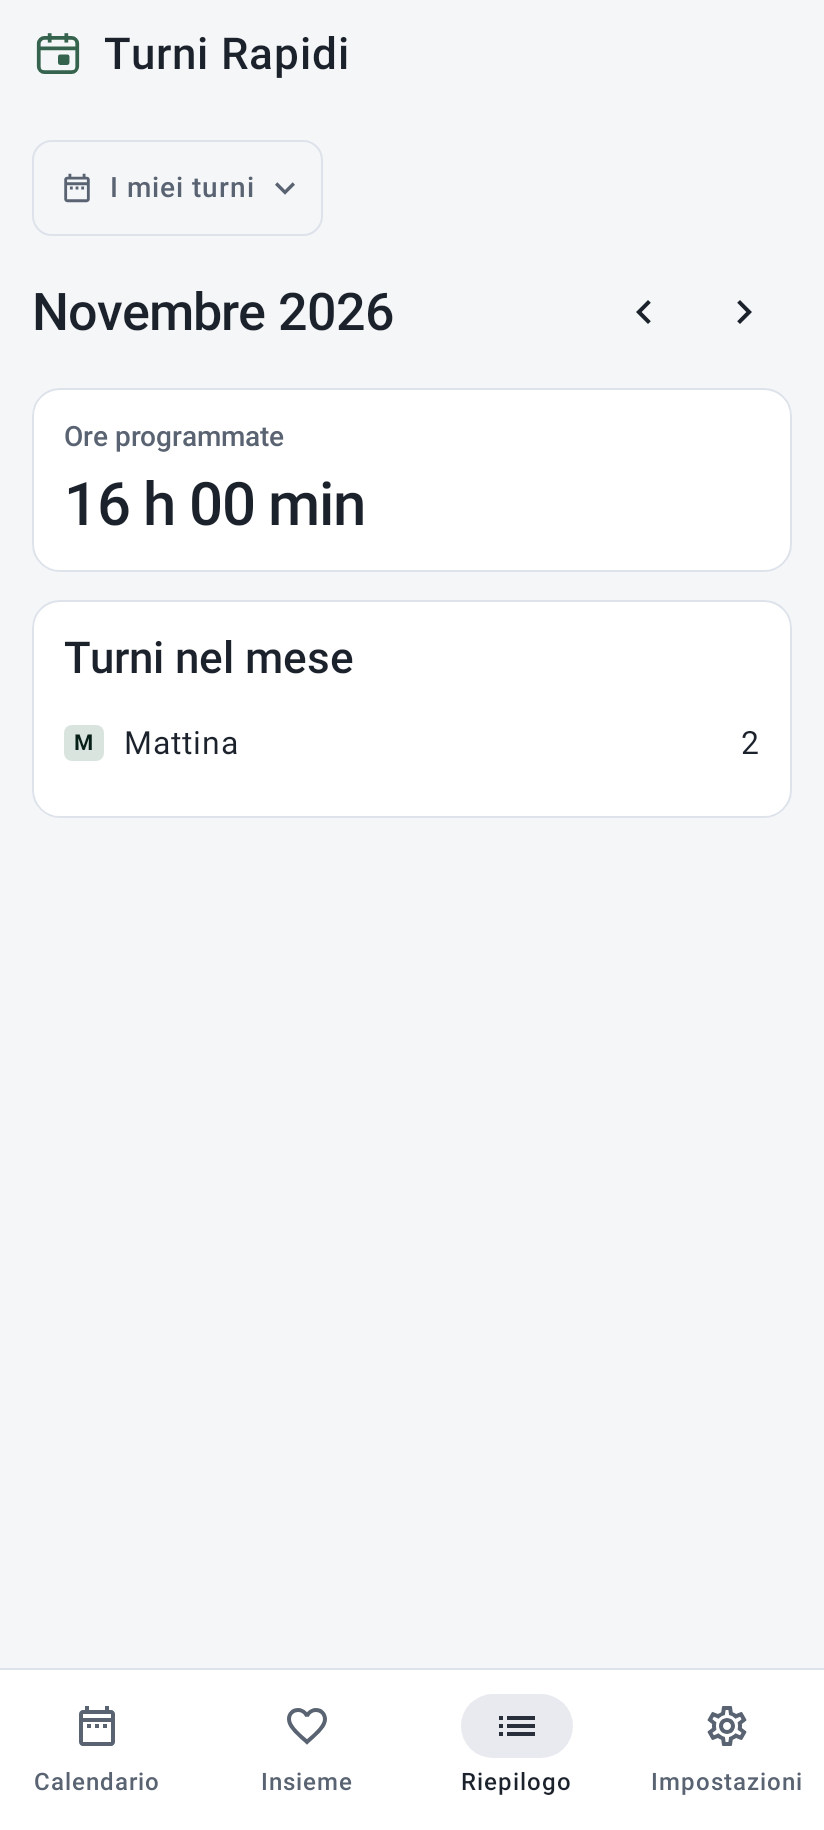 Turni Rapidi
I miei turni
Novembre 2026
Ore programmate
16 h 00 min
Turni nel mese
M Mattina 2
Calendario Insieme Riepilogo Impostazioni